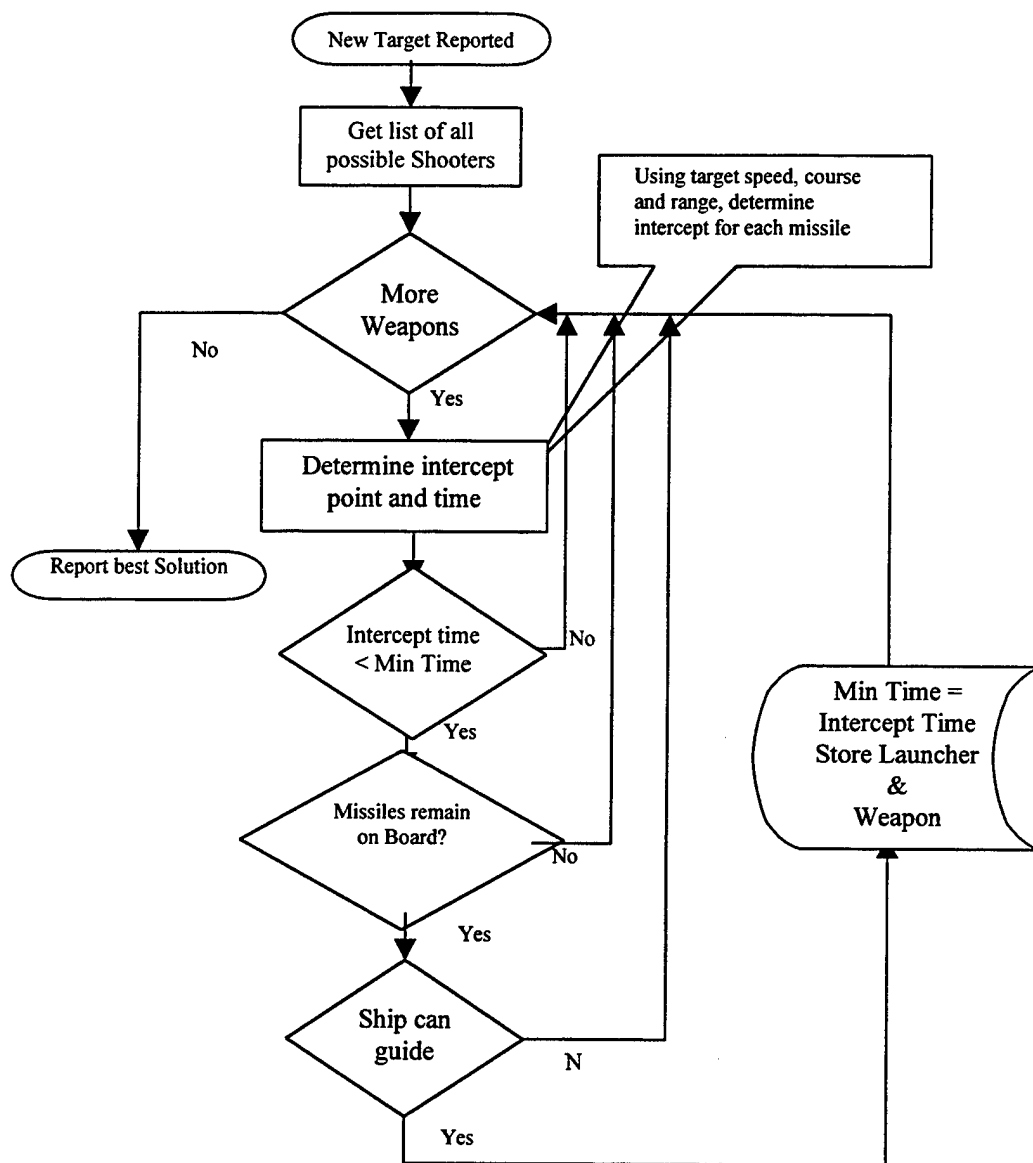 New Target Reported
Get list of all
possible Shooters
Using target speed, course
and range, determine
intercept for each missile
More
Weapons
No
Yes
Determine intercept
point and time
Report best Solution
Intercept time
< Min Time
No
Yes
Min Time =
Intercept Time
Store Launcher
&
Weapon
Missiles remain
on Board?
No
Yes
Ship can
guide
N
Yes